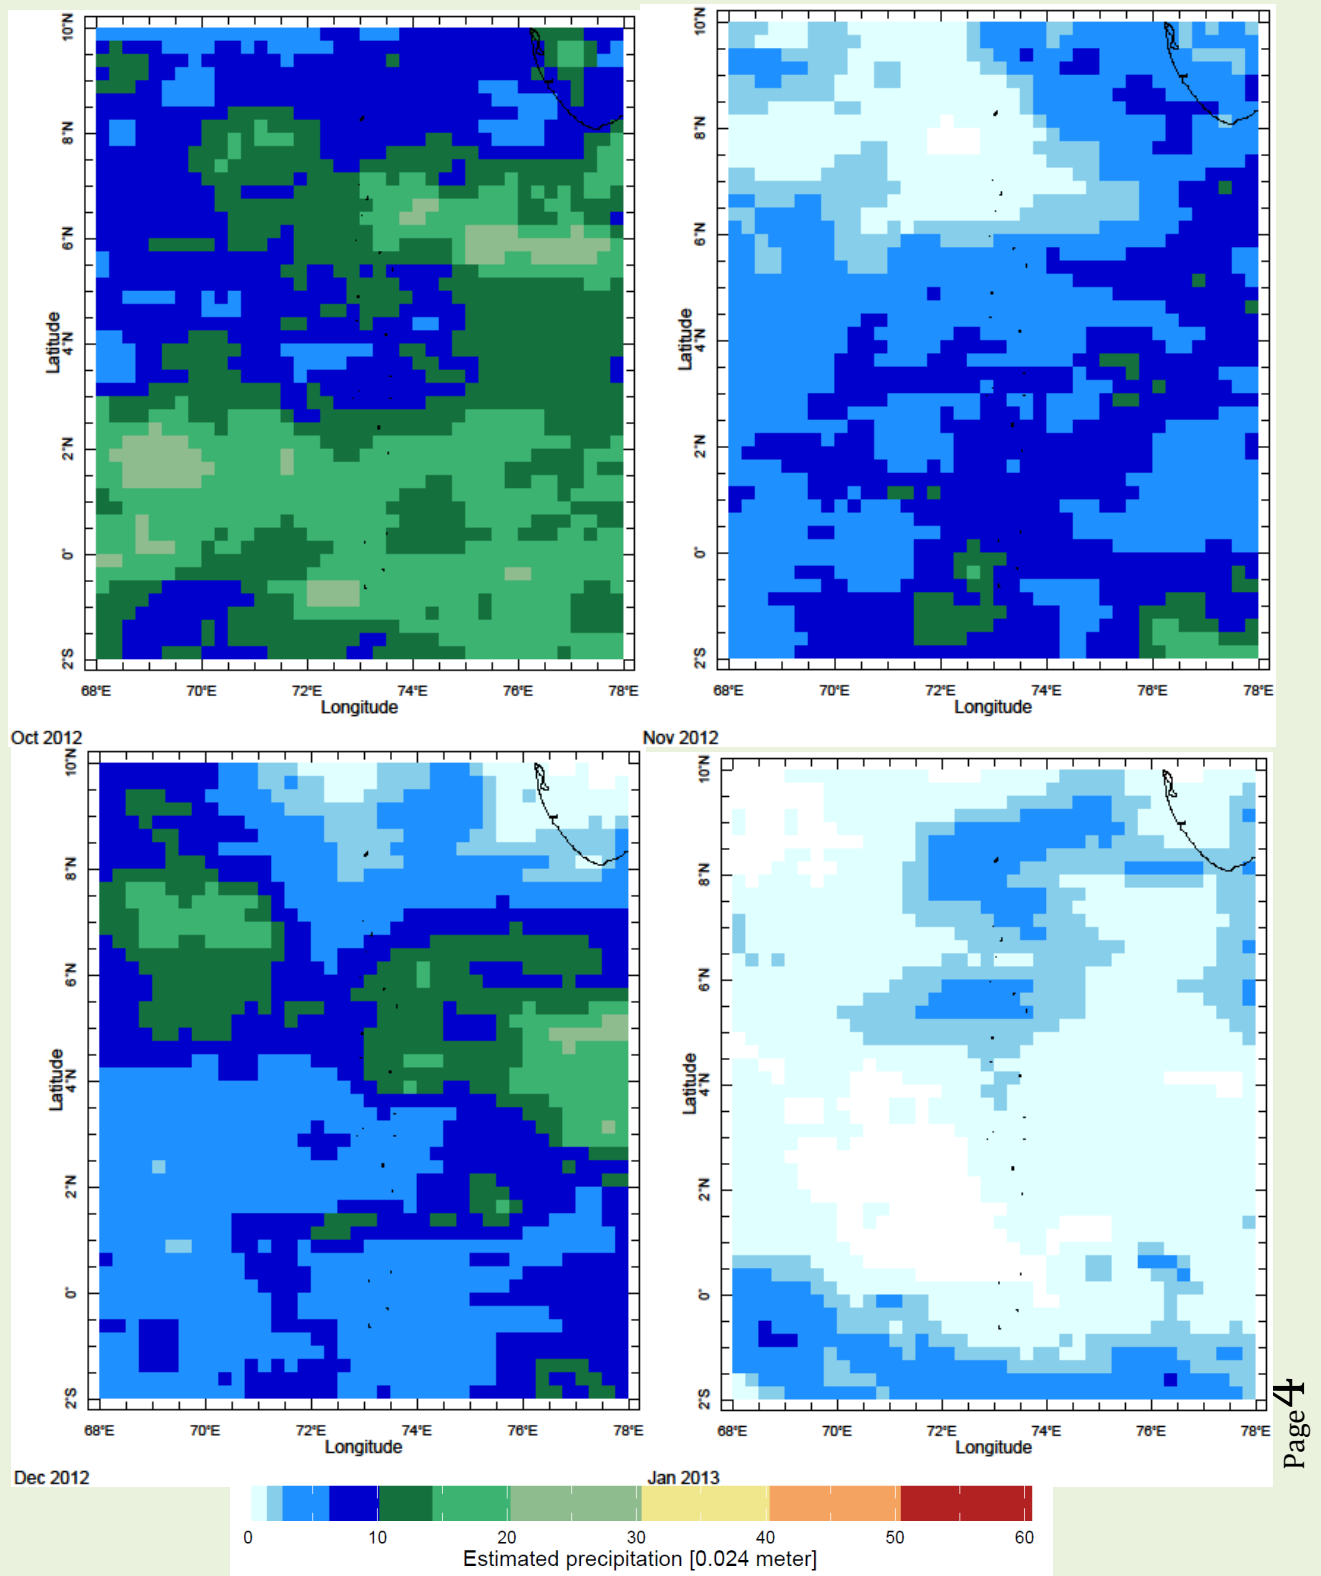 10°N
8°N
6°N
4°N
2°N
0°
2°S
Latitude
68°E 70°E 72°E 74°E 76°E 78°E
Longitude
Oct 2012
10°N
8°N
6°N
4°N
2°N
0°
2°S
Latitude
68°E 70°E 72°E 74°E 76°E 78°E
Longitude
Nov 2012
10°N
8°N
6°N
4°N
2°N
0°
2°S
Latitude
68°E 70°E 72°E 74°E 76°E 78°E
Longitude
Dec 2012
10°N
8°N
6°N
4°N
2°N
0°
2°S
Latitude
68°E 70°E 72°E 74°E 76°E 78°E
Longitude
Jan 2013
0 10 20 30 40 50 60
Estimated precipitation [0.024 meter]
Page 4